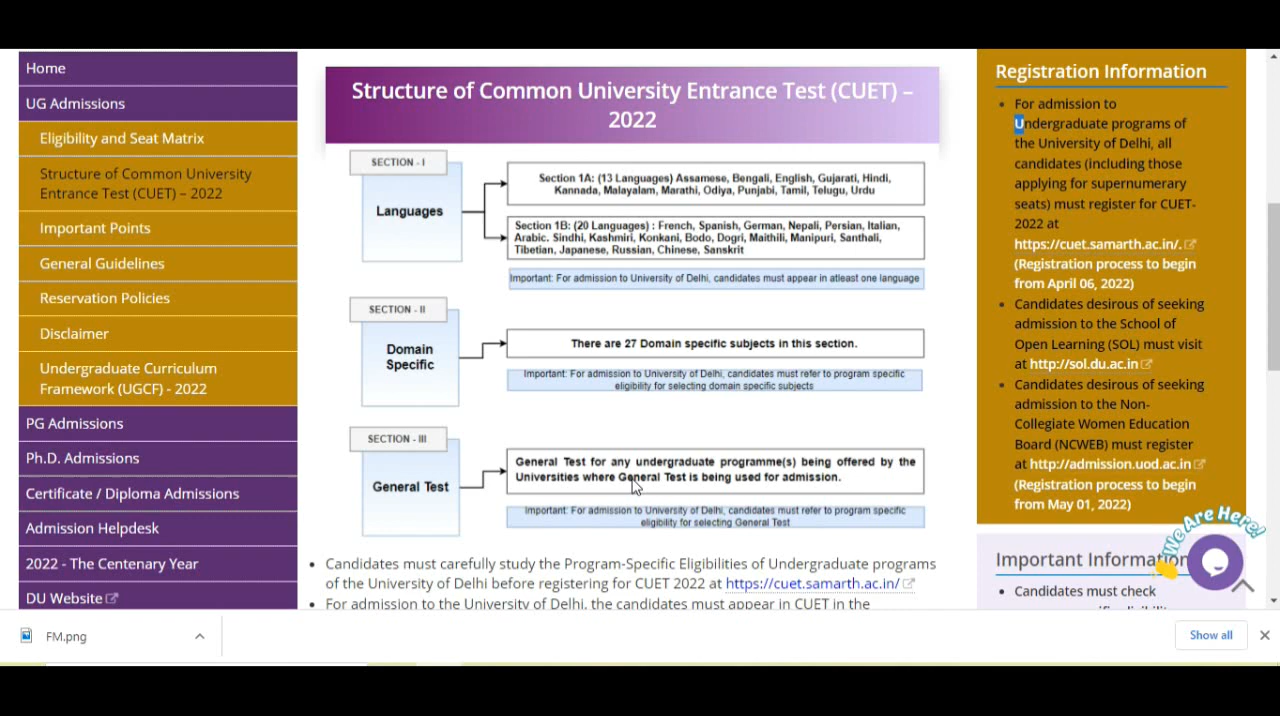 Home
UG Admissions
Eligibility and Seat Matrix
Structure of Common University
Entrance Test (CUET) – 2022
Important Points
General Guidelines
Reservation Policies
Disclaimer
Undergraduate Curriculum
Framework (UGCF) - 2022
PG Admissions
Ph.D. Admissions
Certificate / Diploma Admissions
Admission Helpdesk
2022 - The Centenary Year
DU Website
Structure of Common University Entrance Test (CUET) –
2022
SECTION - I
Languages
Section 1A: (13 Languages) Assamese, Bengali, English, Gujarati, Hindi,
Kannada, Malayalam, Marathi, Odiya, Punjabi, Tamil, Telugu, Urdu
Section 1B: (20 Languages) : French, Spanish, German, Nepali, Persian, Italian,
Arabic. Sindhi, Kashmiri, Konkani, Bodo, Dogri, Maithili, Manipuri, Santhali,
Tibetian, Japanese, Russian, Chinese, Sanskrit
Important: For admission to University of Delhi, candidates must appear in atleast one language
SECTION - II
Domain
Specific
There are 27 Domain specific subjects in this section.
Important: For admission to University of Delhi, candidates must refer to program specific
eligibility for selecting domain specific subjects
SECTION - III
General Test
General Test for any undergraduate programme(s) being offered by the
Universities where General Test is being used for admission.
Important: For admission to University of Delhi, candidates must refer to program specific
eligibility for selecting General Test
• Candidates must carefully study the Program-Specific Eligibilities of Undergraduate programs
of the University of Delhi before registering for CUET 2022 at https://cuet.samarth.ac.in/
• For admission to the University of Delhi, the candidates must appear in CUET in the
Registration Information
• For admission to
Undergraduate programs of
the University of Delhi, all
candidates (including those
applying for supernumerary
seats) must register for CUET-
2022 at
https://cuet.samarth.ac.in/.
(Registration process to begin
from April 06, 2022)
• Candidates desirous of seeking
admission to the School of
Open Learning (SOL) must visit
at http://sol.du.ac.in
• Candidates desirous of seeking
admission to the Non-
Collegiate Women Education
Board (NCWEB) must register
at http://admission.uod.ac.in
(Registration process to begin
from May 01, 2022)
We Are Here!
Important Information
• Candidates must check
FM.png
Show all